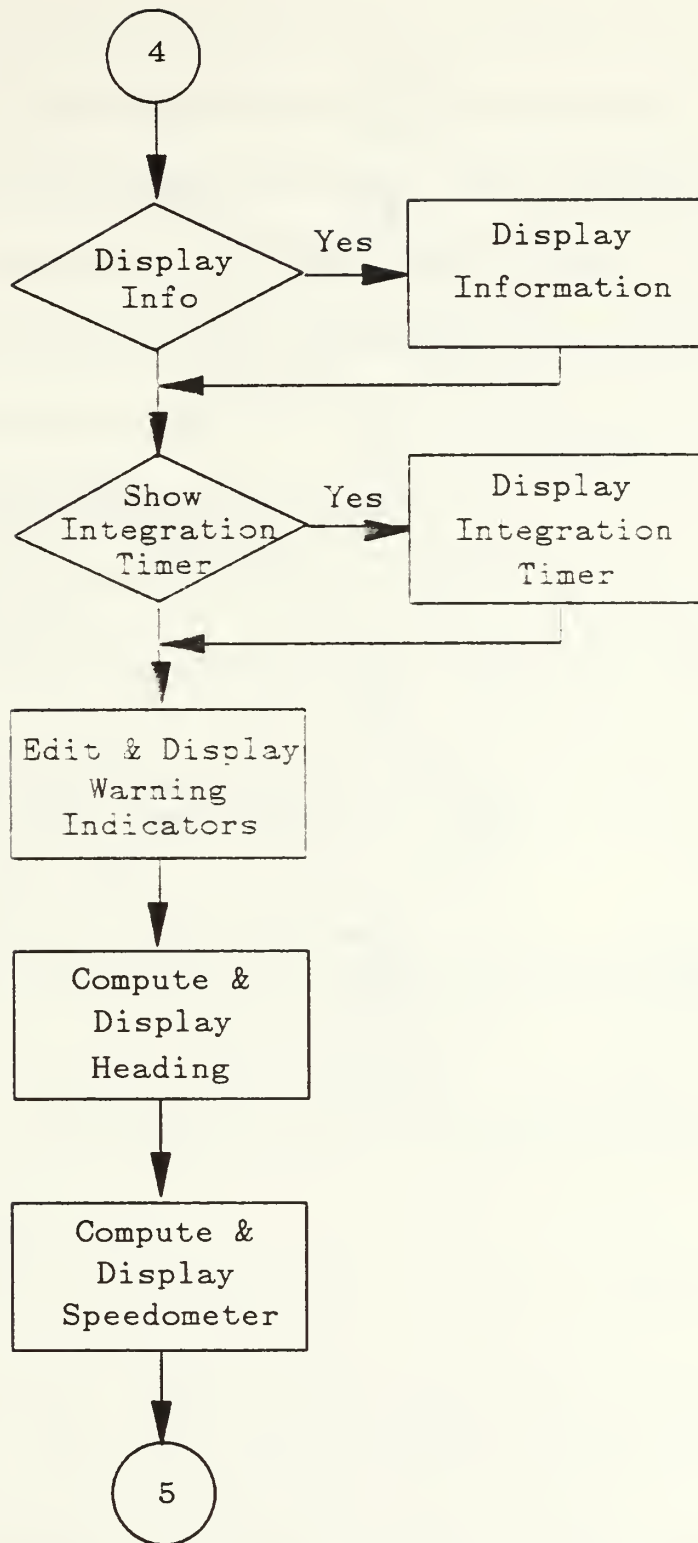 4
Display
Info
Yes
Display
Information
Show
Integration
Timer
Yes
Display
Integration
Timer
Edit & Display
Warning
Indicators
Compute &
Display
Heading
Compute &
Display
Speedometer
5